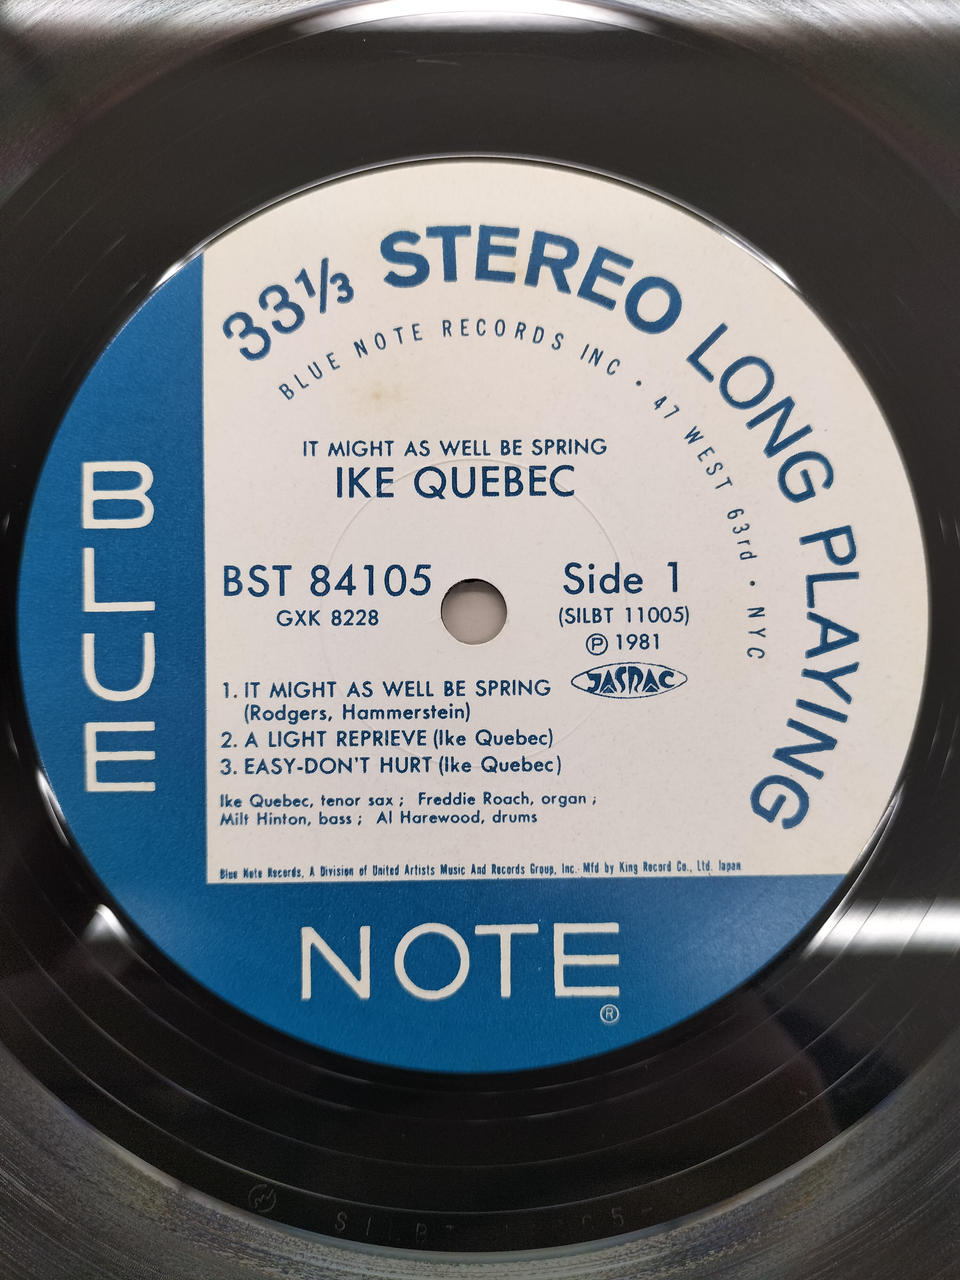 33⅓ STEREO LONG PLAYING
BLUE NOTE RECORDS INC · 47 WEST 63rd · NYC
IT MIGHT AS WELL BE SPRING
IKE QUEBEC
BST 84105
GXK 8228
Side 1
(SILBT 11005)
Ⓟ 1981
JASRAC
1. IT MIGHT AS WELL BE SPRING
(Rodgers, Hammerstein)
2. A LIGHT REPRIEVE (Ike Quebec)
3. EASY-DON'T HURT (Ike Quebec)
Ike Quebec, tenor sax ; Freddie Roach, organ ;
Milt Hinton, bass ; Al Harewood, drums
Blue Note Records, A Division of United Artists Music And Records Group, Inc. Mfd by King Record Co., Ltd. Japan
BLUE
NOTE
®